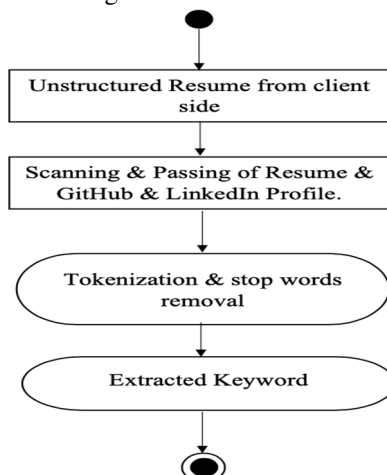 Unstructured Resume from client
side
Scanning & Passing of Resume &
GitHub & LinkedIn Profile.
Tokenization & stop words
removal
Extracted Keyword